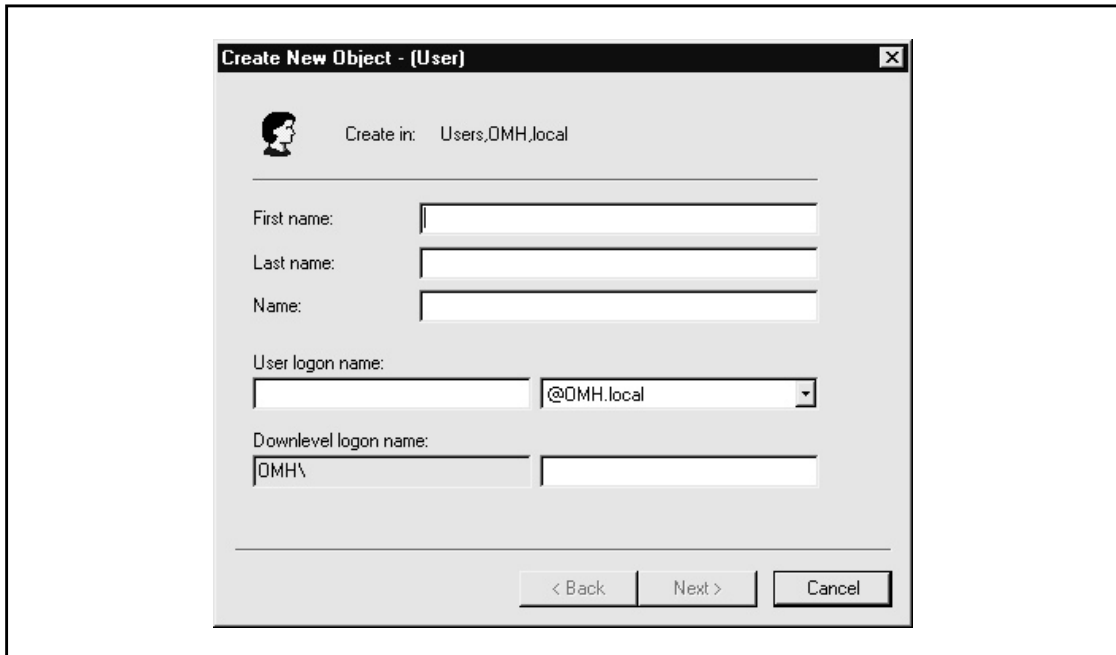 Create New Object - (User)
Create in: Users,OMH,local
First name:
Last name:
Name:
User logon name:
@OMH.local
Downlevel logon name:
OMH\
< Back Next > Cancel